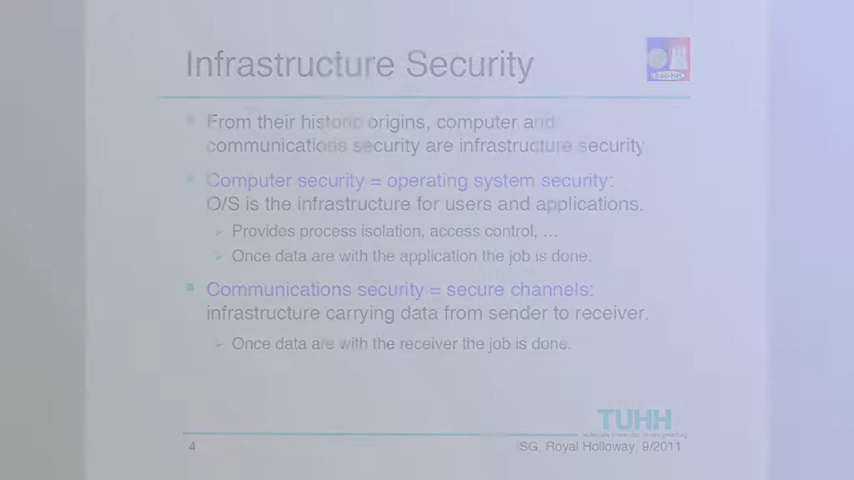 Infrastructure Security
Sec-HH
From their historic origins, computer and
communications security are infrastructure security
Computer security = operating system security:
O/S is the infrastructure for users and applications.
Provides process isolation, access control, …
Once data are with the application the job is done.
Communications security = secure channels:
infrastructure carrying data from sender to receiver.
Once data are with the receiver the job is done.
TUHH
4
ISG, Royal Holloway, 9/2011